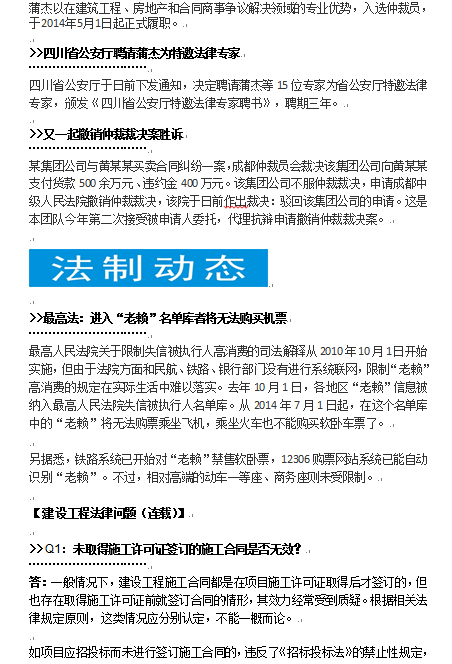 蒲杰以在建筑工程、房地产和合同商事争议解决领域的专业优势，入选仲裁员，
于2014年5月1日起正式履职。
>>四川省公安厅聘请蒲杰为特邀法律专家
四川省公安厅于日前下发通知，决定聘请蒲杰等 15 位专家为省公安厅特邀法律
专家，颁发《四川省公安厅特邀法律专家聘书》，聘期三年。
>>又一起撤销仲裁裁决案胜诉
某集团公司与黄某某买卖合同纠纷一案，成都仲裁员会裁决该集团公司向黄某某
支付货款 500 余万元、违约金 400 万元。该集团公司不服仲裁裁决，申请成都中
级人民法院撤销仲裁裁决，该院于日前作出裁决：驳回该集团公司的申请。这是
本团队今年第二次接受被申请人委托，代理抗辩申请撤销仲裁裁决案。
法制动态
>>最高法：进入“老赖”名单库者将无法购买机票
最高人民法院关于限制失信被执行人高消费的司法解释从 2010 年 10 月 1 日开始
实施，但由于法院方面和民航、铁路、银行部门没有进行系统联网，限制“老赖”
高消费的规定在实际生活中难以落实。去年 10 月 1 日，各地区“老赖”信息被
纳入最高人民法院失信被执行人名单库。从 2014 年 7 月 1 日起，在这个名单库
中的“老赖”将无法购票乘坐飞机，乘坐火车也不能购买软卧车票了。
另据悉，铁路系统已开始对“老赖”禁售软卧票，12306 购票网站系统已能自动
识别“老赖”。不过，相对高端的动车一等座、商务座则未受限制。
【建设工程法律问题（连载）】
>>Q1：未取得施工许可证签订的施工合同是否无效？
答：一般情况下，建设工程施工合同都是在项目施工许可证取得后才签订的，但
也存在取得施工许可证前就签订合同的情形，其效力经常受到质疑。根据相关法
律规定原则，这类情况应分别认定，不能一概而论。
如项目应招投标而未进行签订施工合同的，违反了《招标投标法》的禁止性规定，